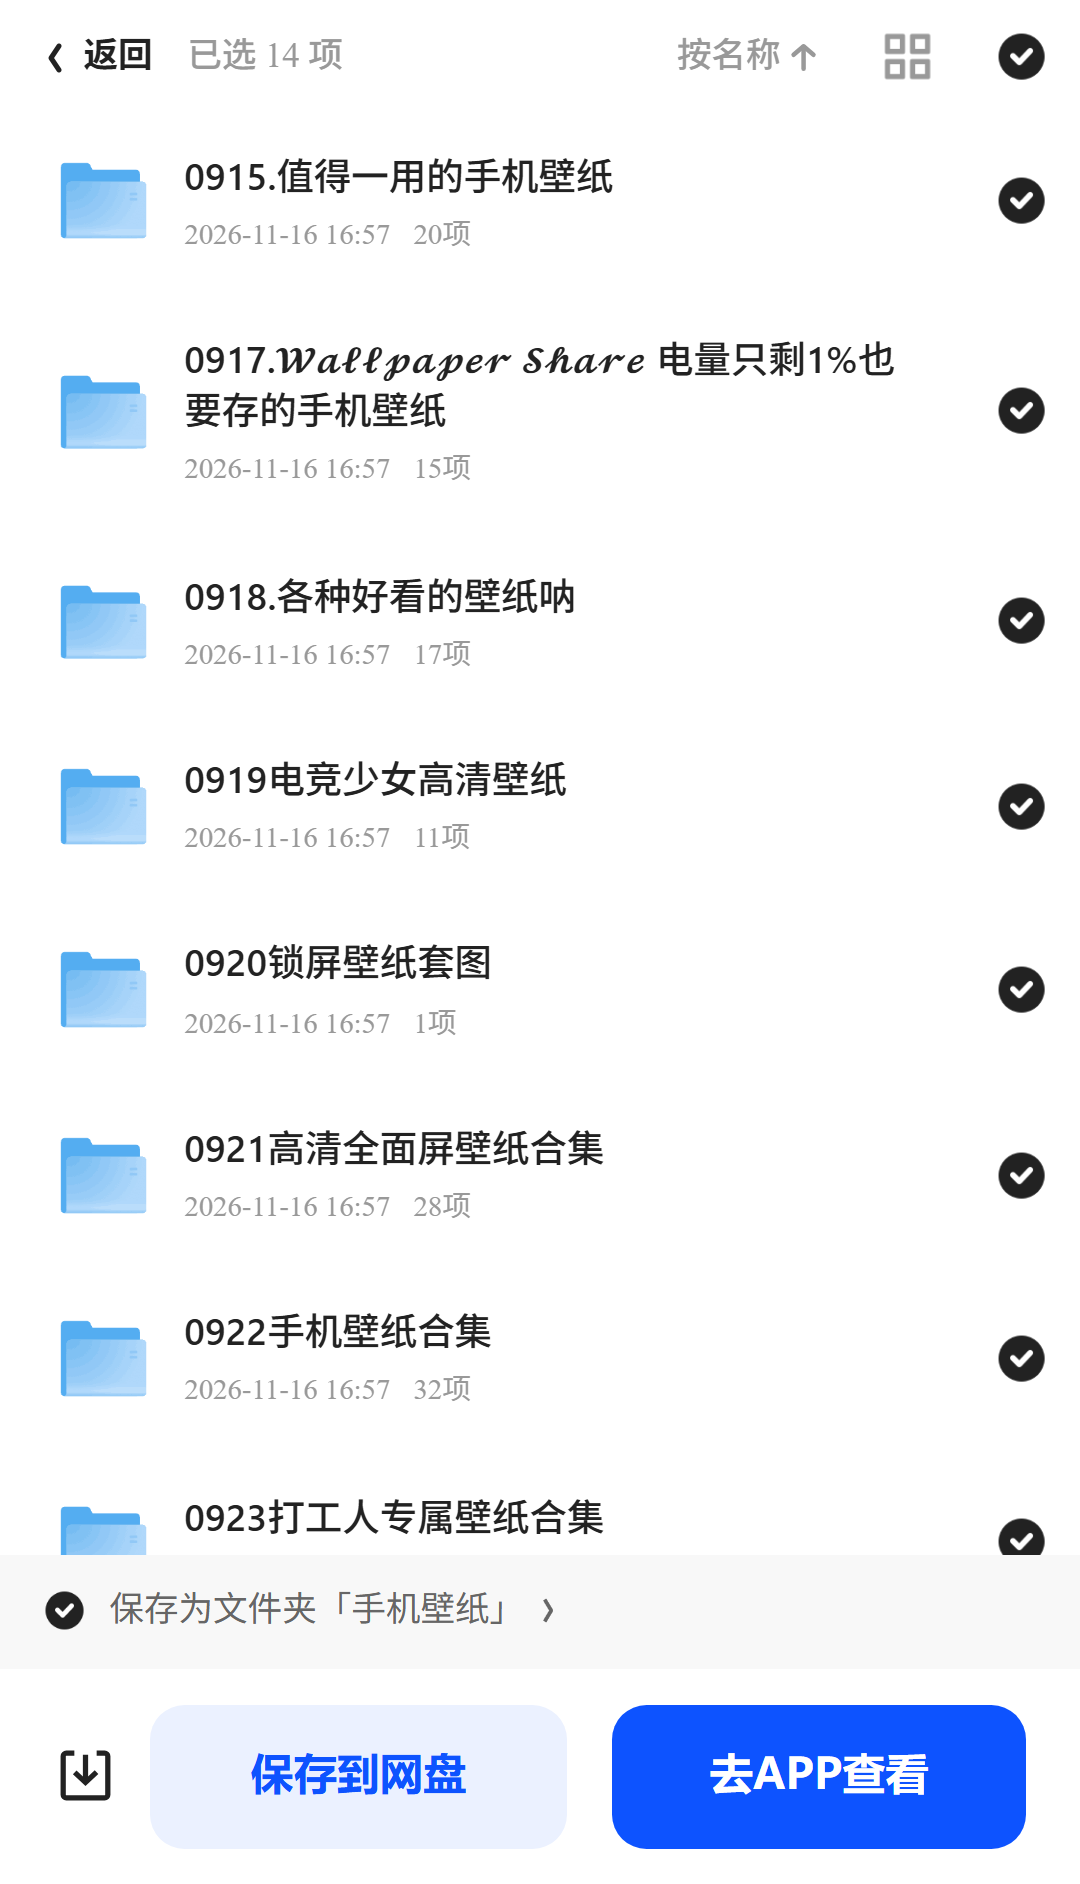 返回 已选 14 项 按名称
0915.值得一用的手机壁纸
2026-11-16 16:57 20项
0917.𝓦𝓪𝓵𝓵𝓹𝓪𝓹𝓮𝓻 𝓢𝓱𝓪𝓻𝓮 电量只剩1%也
要存的手机壁纸
2026-11-16 16:57 15项
0918.各种好看的壁纸呐
2026-11-16 16:57 17项
0919电竞少女高清壁纸
2026-11-16 16:57 11项
0920锁屏壁纸套图
2026-11-16 16:57 1项
0921高清全面屏壁纸合集
2026-11-16 16:57 28项
0922手机壁纸合集
2026-11-16 16:57 32项
0923打工人专属壁纸合集
保存为文件夹「手机壁纸」
保存到网盘 去APP查看